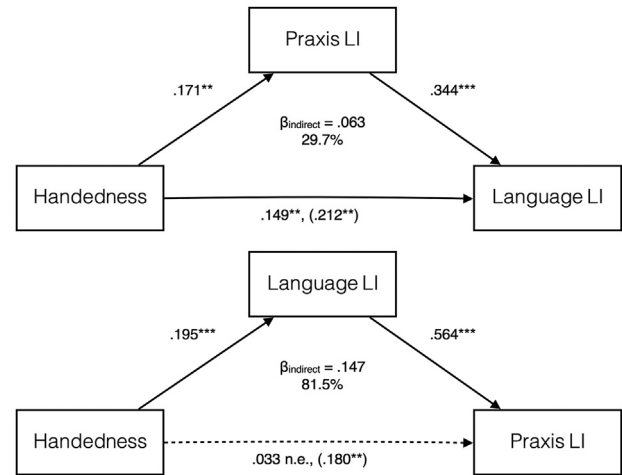 Praxis LI
.171**
.344***
βindirect = .063
29.7%
Handedness
Language LI
.149**, (.212**)
Language LI
.195***
.564***
βindirect = .147
81.5%
Handedness
Praxis LI
.033 n.e., (.180**)